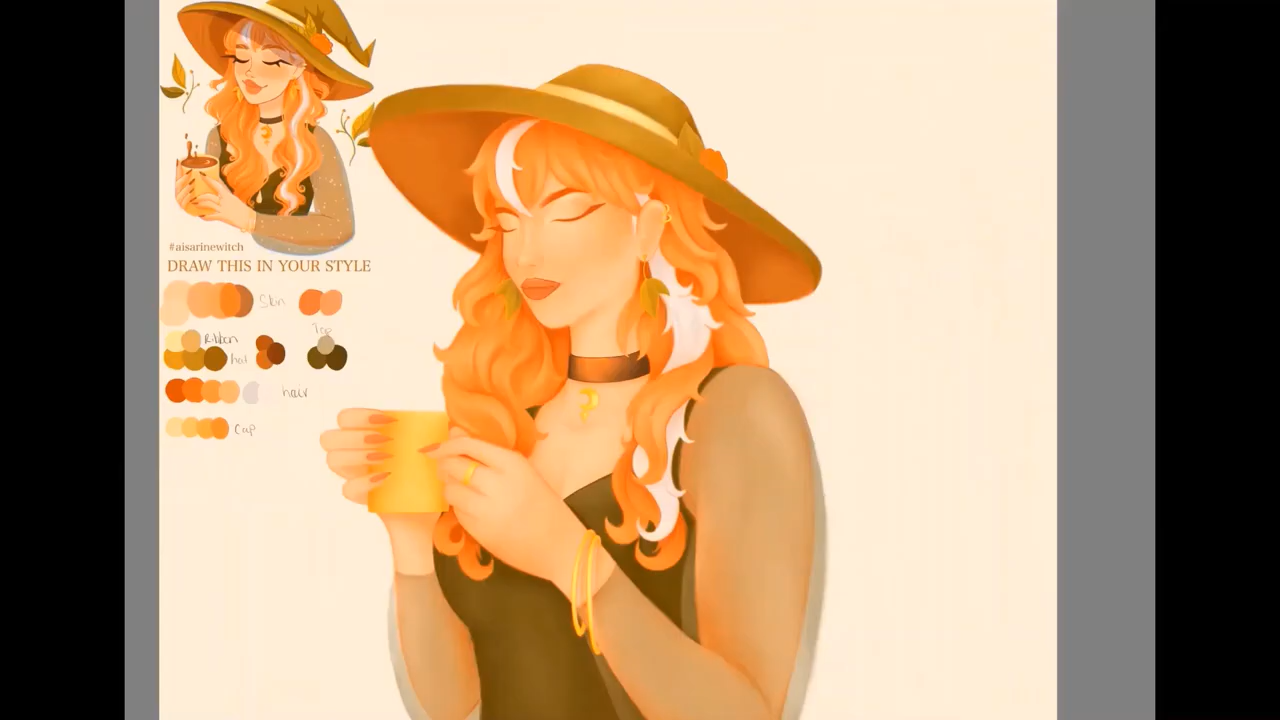 #aisarinewitch
DRAW THIS IN YOUR STYLE
Skin
Top
Ribbon
hat
hair
Cup